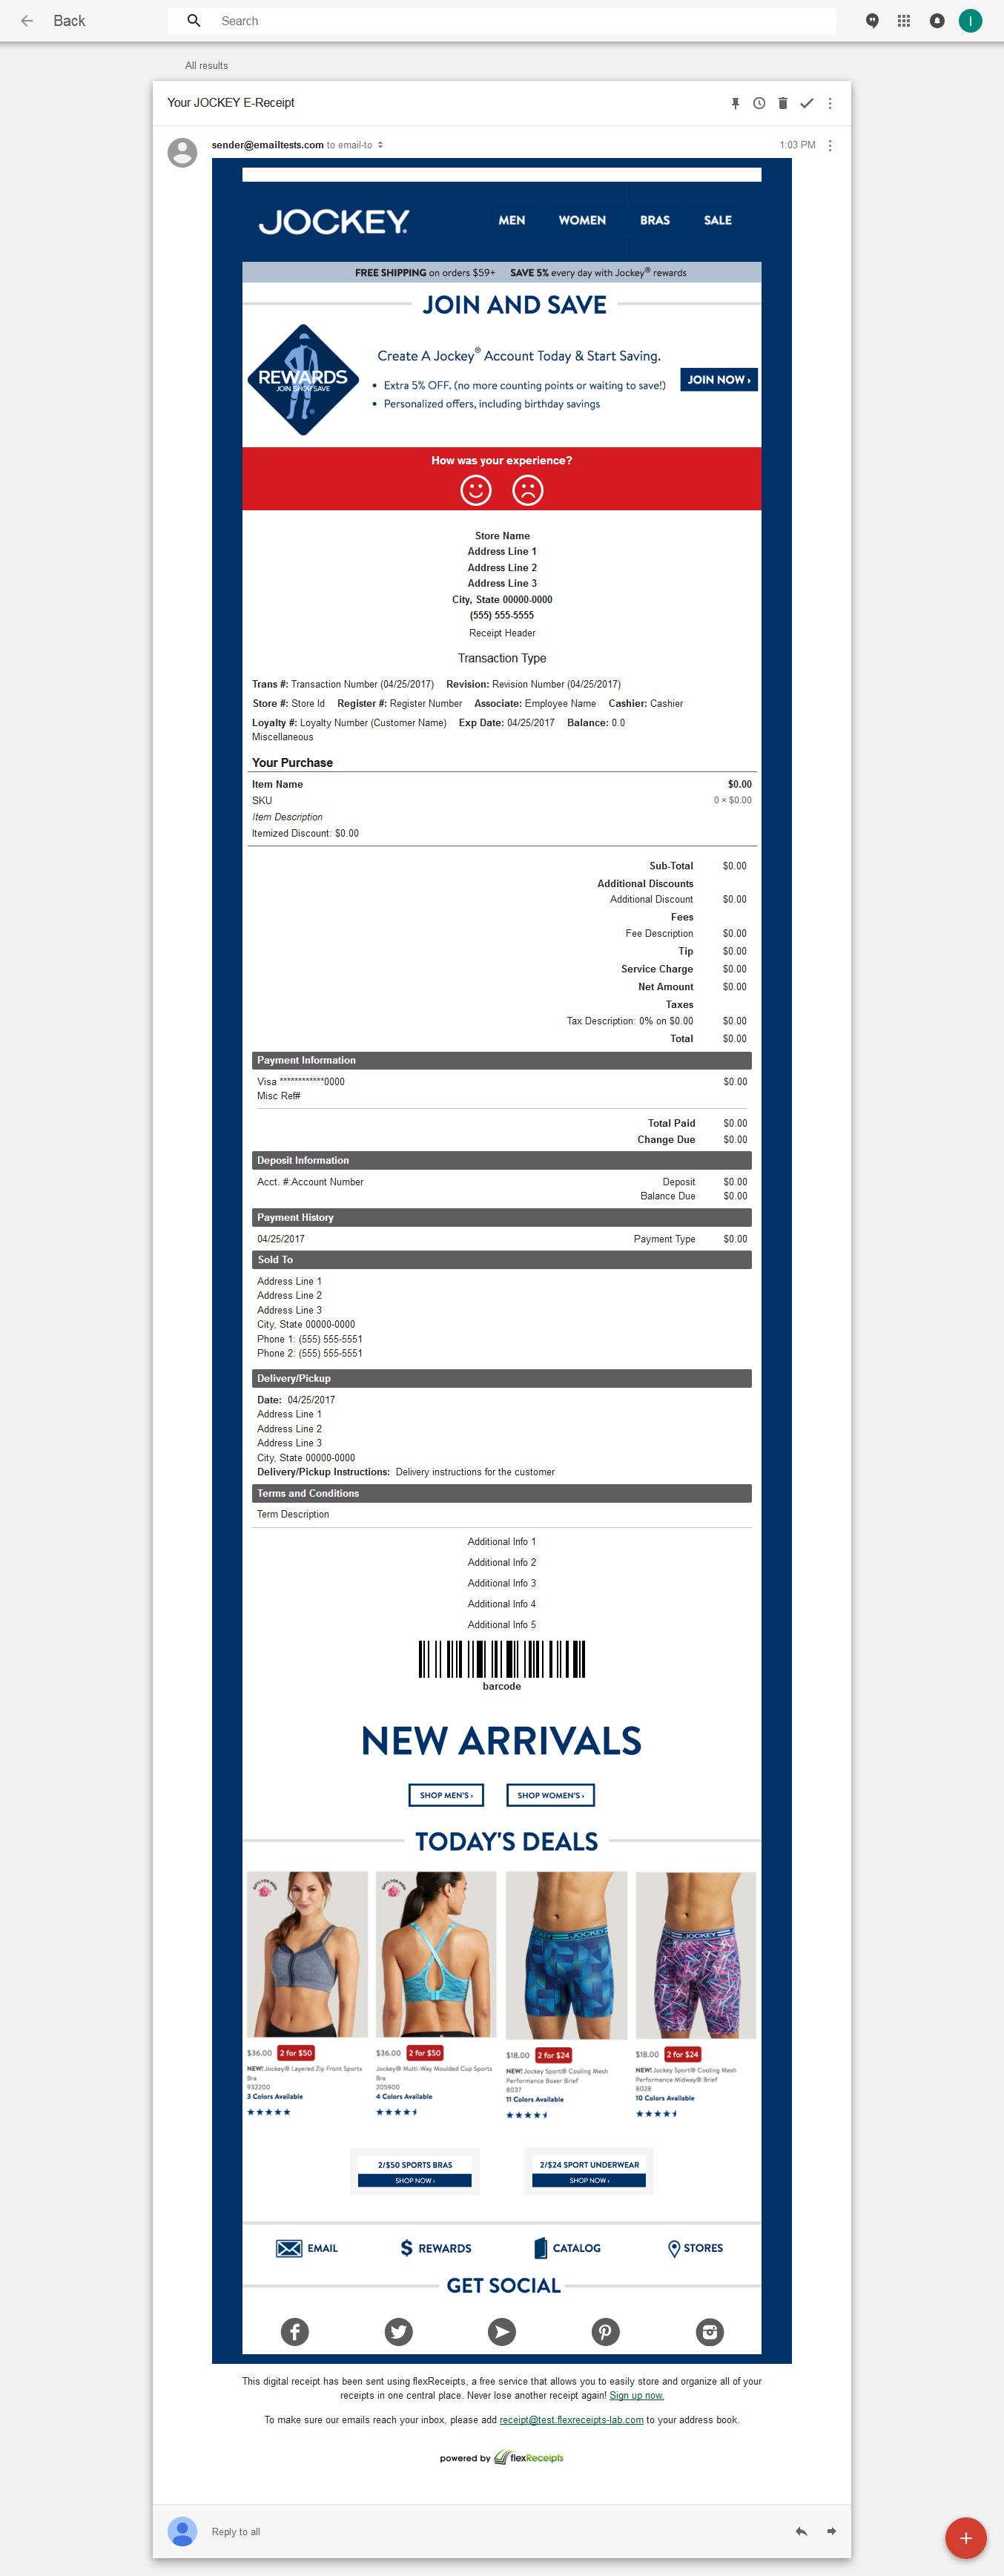 Back
Search
I
All results
Your JOCKEY E-Receipt
sender@emailtests.com to email-to
1:03 PM
JOCKEY®
MEN WOMEN BRAS SALE
FREE SHIPPING on orders $59+ SAVE 5% every day with Jockey® rewards
JOIN AND SAVE
REWARDS
JOIN SHOP SAVE
Create A Jockey® Account Today & Start Saving.
• Extra 5% OFF. (no more counting points or waiting to save!)
• Personalized offers, including birthday savings
JOIN NOW ›
How was your experience?
Store Name
Address Line 1
Address Line 2
Address Line 3
City, State 00000-0000
(555) 555-5555
Receipt Header
Transaction Type
Trans #: Transaction Number (04/25/2017) Revision: Revision Number (04/25/2017)
Store #: Store Id Register #: Register Number Associate: Employee Name Cashier: Cashier
Loyalty #: Loyalty Number (Customer Name) Exp Date: 04/25/2017 Balance: 0.0
Miscellaneous
Your Purchase
Item Name $0.00
SKU 0 × $0.00
Item Description
Itemized Discount: $0.00
Sub-Total $0.00
Additional Discounts
Additional Discount $0.00
Fees
Fee Description $0.00
Tip $0.00
Service Charge $0.00
Net Amount $0.00
Taxes
Tax Description: 0% on $0.00 $0.00
Total $0.00
Payment Information
Visa ************0000 $0.00
Misc Ref#
Total Paid $0.00
Change Due $0.00
Deposit Information
Acct. #:Account Number Deposit $0.00
Balance Due $0.00
Payment History
04/25/2017 Payment Type $0.00
Sold To
Address Line 1
Address Line 2
Address Line 3
City, State 00000-0000
Phone 1: (555) 555-5551
Phone 2: (555) 555-5551
Delivery/Pickup
Date: 04/25/2017
Address Line 1
Address Line 2
Address Line 3
City, State 00000-0000
Delivery/Pickup Instructions: Delivery instructions for the customer
Terms and Conditions
Term Description
Additional Info 1
Additional Info 2
Additional Info 3
Additional Info 4
Additional Info 5
barcode
NEW ARRIVALS
SHOP MEN'S › SHOP WOMEN'S ›
TODAY'S DEALS
JOCKEY
JOCKEY
$36.00 2 for $50
NEW! Jockey® Layered Zip Front Sports
Bra
932200
3 Colors Available
$36.00 2 for $50
Jockey® Multi-Way Moulded Cup Sports
Bra
205900
4 Colors Available
$18.00 2 for $24
NEW! Jockey Sport® Cooling Mesh
Performance Boxer Brief
8037
11 Colors Available
$18.00 2 for $24
NEW! Jockey Sport® Cooling Mesh
Performance Midway® Brief
8028
10 Colors Available
2/$50 SPORTS BRAS
SHOP NOW ›
2/$24 SPORT UNDERWEAR
SHOP NOW ›
EMAIL REWARDS CATALOG STORES
GET SOCIAL
This digital receipt has been sent using flexReceipts, a free service that allows you to easily store and organize all of your
receipts in one central place. Never lose another receipt again! Sign up now.
To make sure our emails reach your inbox, please add receipt@test.flexreceipts-lab.com to your address book.
powered by flexReceipts
Reply to all